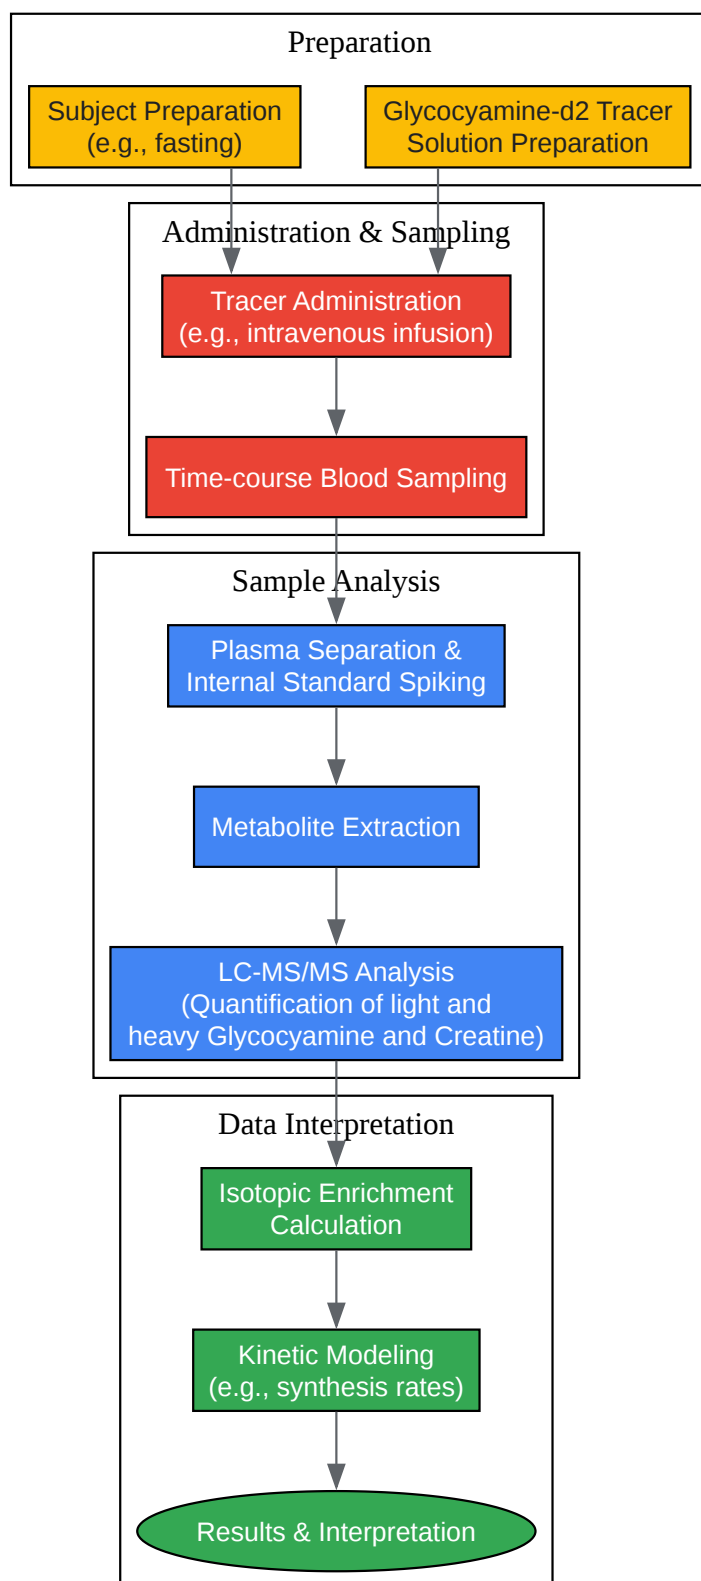 Preparation
Subject Preparation
(e.g., fasting)
Glycocyamine-d2 Tracer
Solution Preparation
Administration & Sampling
Tracer Administration
(e.g., intravenous infusion)
Time-course Blood Sampling
Sample Analysis
Plasma Separation &
Internal Standard Spiking
Metabolite Extraction
LC-MS/MS Analysis
(Quantification of light and
heavy Glycocyamine and Creatine)
Data Interpretation
Isotopic Enrichment
Calculation
Kinetic Modeling
(e.g., synthesis rates)
Results & Interpretation